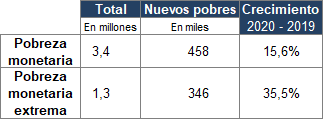 Total Nuevos pobres Crecimiento
En millones En miles 2020 - 2019
Pobreza
monetaria 3,4 458 15,6%
Pobreza
monetaria 1,3 346 35,5%
extrema